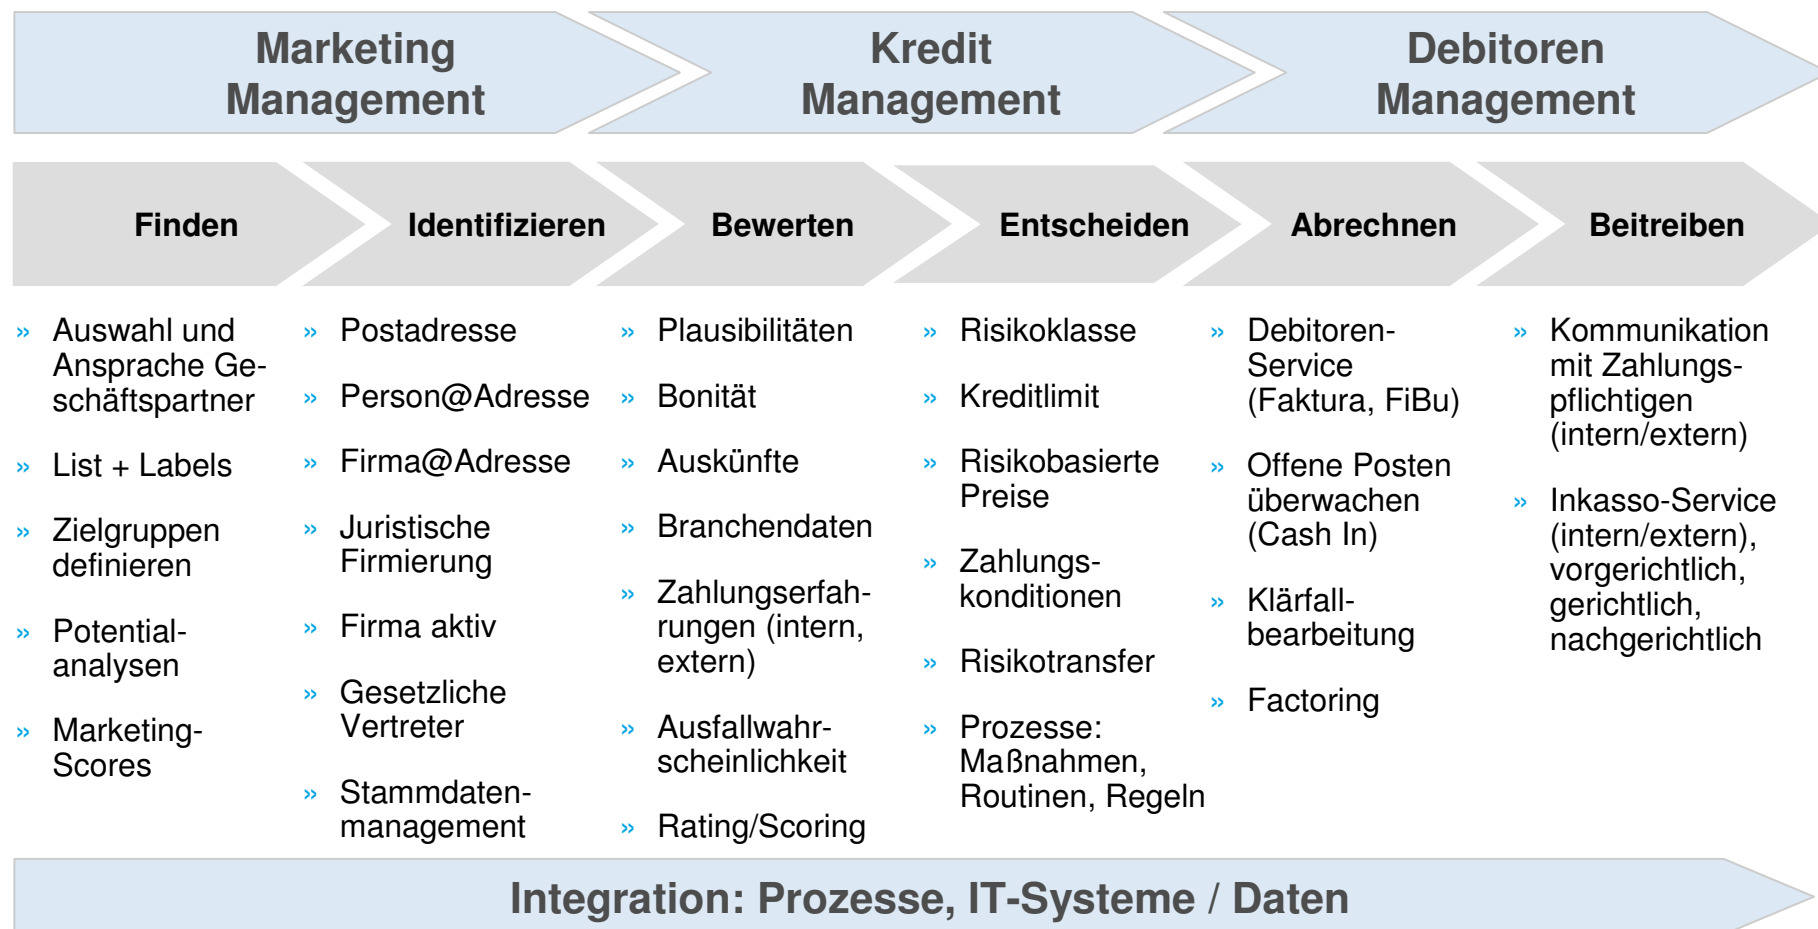 Marketing
Management
Kredit
Management
Debitoren
Management
Finden
Identifizieren
Bewerten
Entscheiden
Abrechnen
Beitreiben
» Auswahl und
Ansprache Ge-
schäftspartner
» List + Labels
» Zielgruppen
definieren
» Potential-
analysen
» Marketing-
Scores
» Postadresse
» Person@Adresse
» Firma@Adresse
» Juristische
Firmierung
» Firma aktiv
» Gesetzliche
Vertreter
» Stammdaten-
management
» Plausibilitäten
» Bonität
» Auskünfte
» Branchendaten
» Zahlungserfah-
rungen (intern,
extern)
» Ausfallwahr-
scheinlichkeit
» Rating/Scoring
» Risikoklasse
» Kreditlimit
» Risikobasierte
Preise
» Zahlungs-
konditionen
» Risikotransfer
» Prozesse:
Maßnahmen,
Routinen, Regeln
» Debitoren-
Service
(Faktura, FiBu)
» Offene Posten
überwachen
(Cash In)
» Klärfall-
bearbeitung
» Factoring
» Kommunikation
mit Zahlungs-
pflichtigen
(intern/extern)
» Inkasso-Service
(intern/extern),
vorgerichtlich,
gerichtlich,
nachgerichtlich
Integration: Prozesse, IT-Systeme / Daten